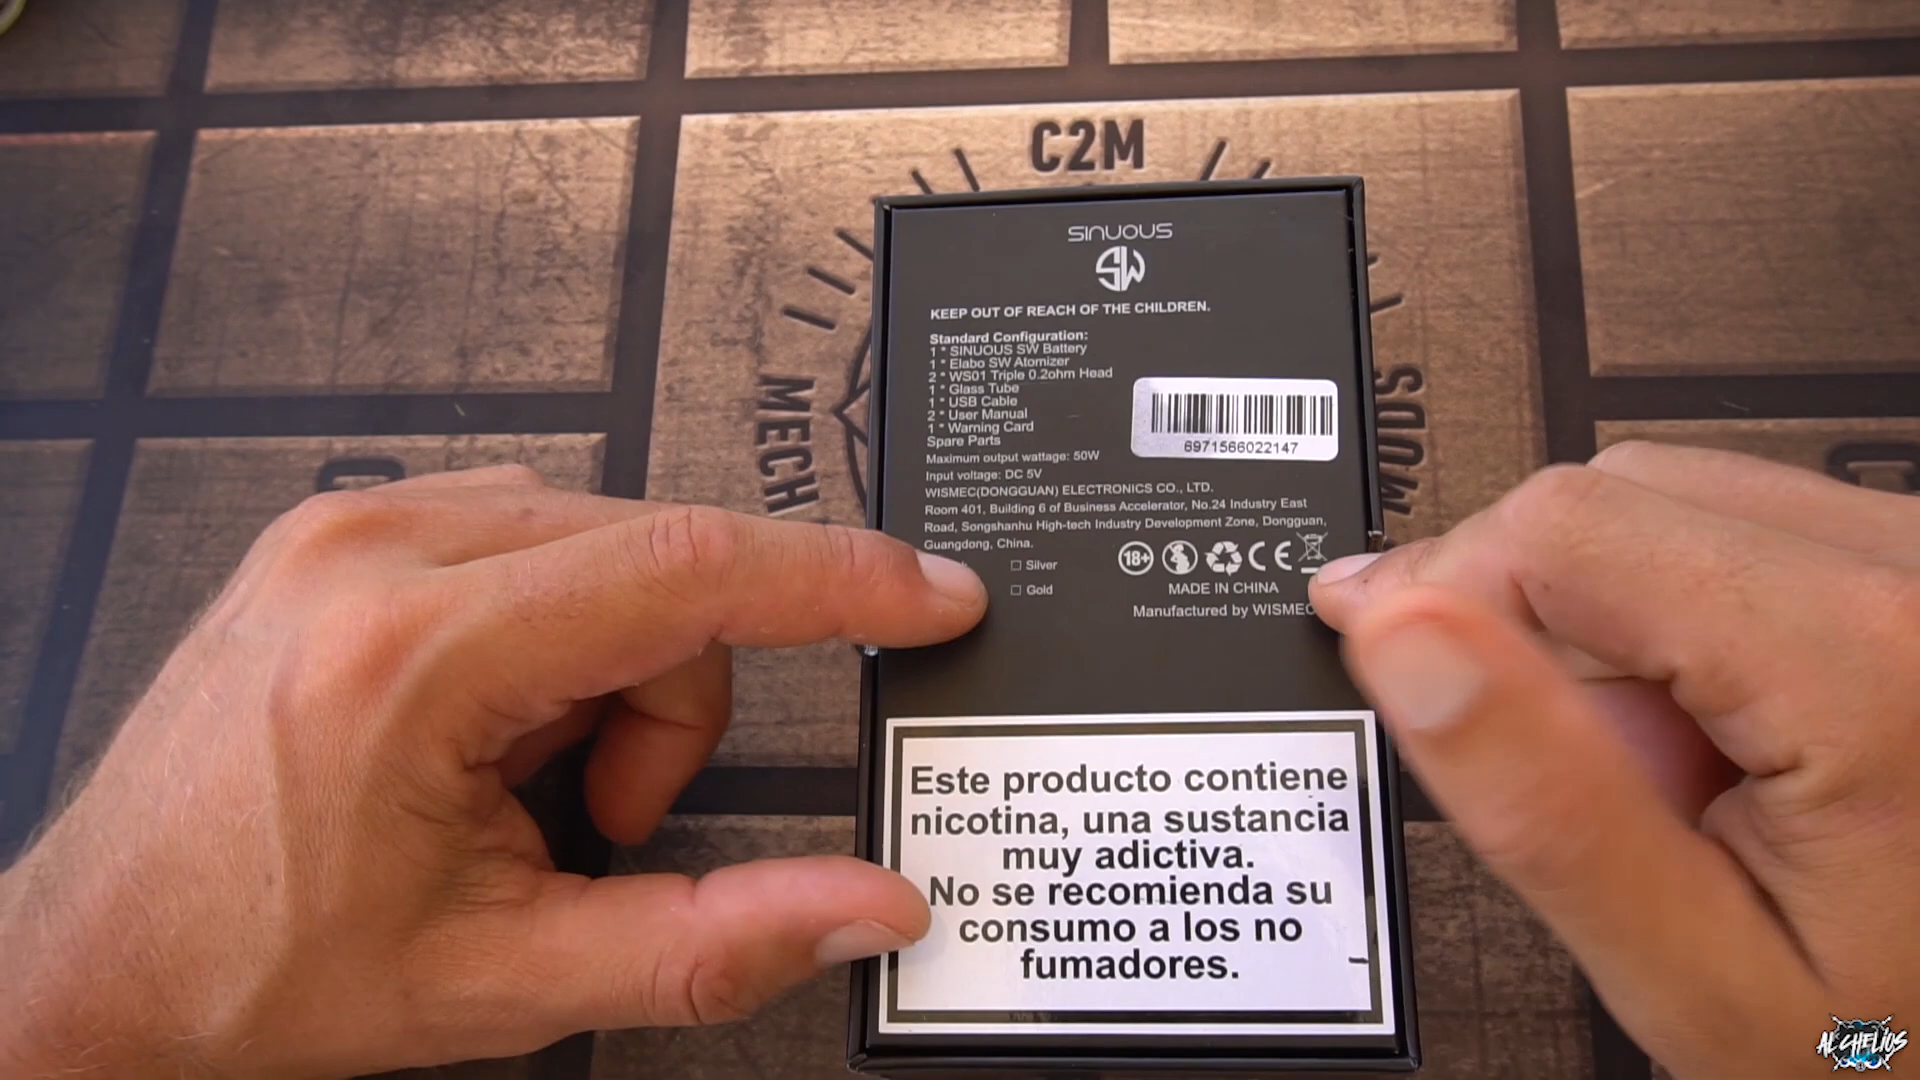 C2M
MECH
MODS
SINUOUS
SW
KEEP OUT OF REACH OF THE CHILDREN.
Standard Configuration:
1 * SINUOUS SW Battery
1 * Elabo SW Atomizer
2 * WS01 Triple 0.2ohm Head
1 * Glass Tube
1 * USB Cable
2 * User Manual
1 * Warning Card
Spare Parts
6971566022147
Maximum output wattage: 50W
Input voltage: DC 5V
WISMEC(DONGGUAN) ELECTRONICS CO., LTD.
Room 401, Building 6 of Business Accelerator, No.24 Industry East
Road, Songshanhu High-tech Industry Development Zone, Dongguan,
Guangdong, China.
☐ Silver
☐ Gold
18+
CE
MADE IN CHINA
Manufactured by WISMEC
Este producto contiene
nicotina, una sustancia
muy adictiva.
No se recomienda su
consumo a los no
fumadores.
AL CHELIOS